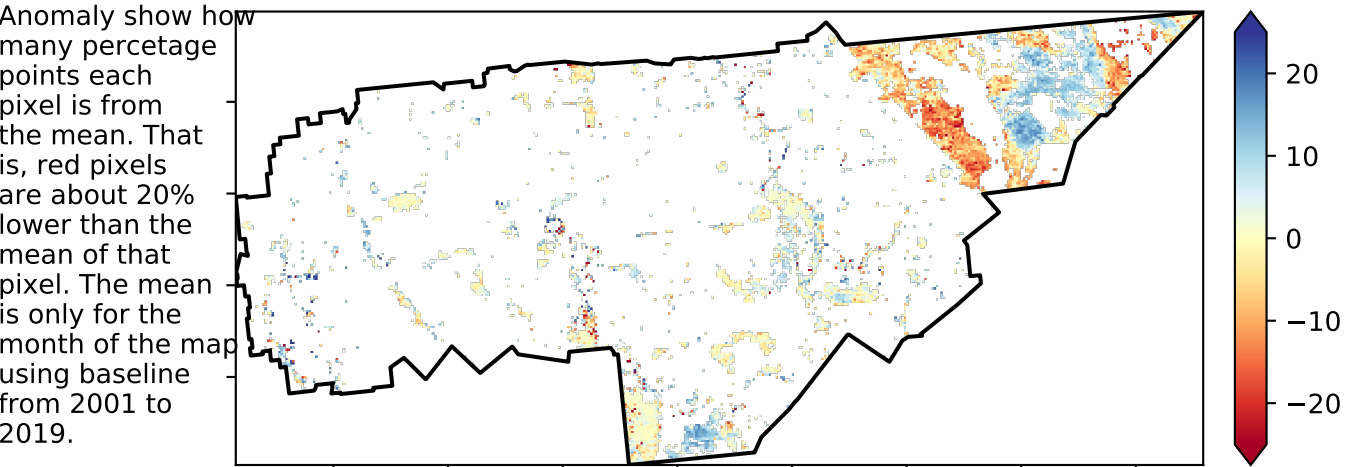 Anomaly show how
many percetage
points each
pixel is from
the mean. That
is, red pixels
are about 20%
lower than the
mean of that
pixel. The mean
is only for the
month of the map
using baseline
from 2001 to
2019.
20
10
0
−10
−20